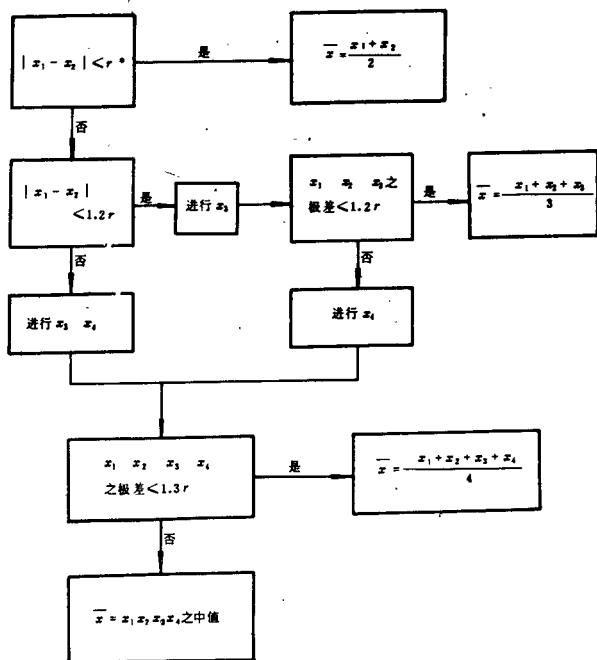 | x₁ - x₂ | < r *
是
x̄ = (x₁ + x₂) / 2
否
| x₁ - x₂ |
< 1.2 r
是
进行 x₃
x₁ x₂ x₃ 之
极差 < 1.2 r
是
x̄ = (x₁ + x₂ + x₃) / 3
否
否
进行 x₃ x₄
进行 x₄
x₁ x₂ x₃ x₄
之极差 < 1.3 r
是
x̄ = (x₁ + x₂ + x₃ + x₄) / 4
否
x̄ = x₁ x₂ x₃ x₄ 之中值